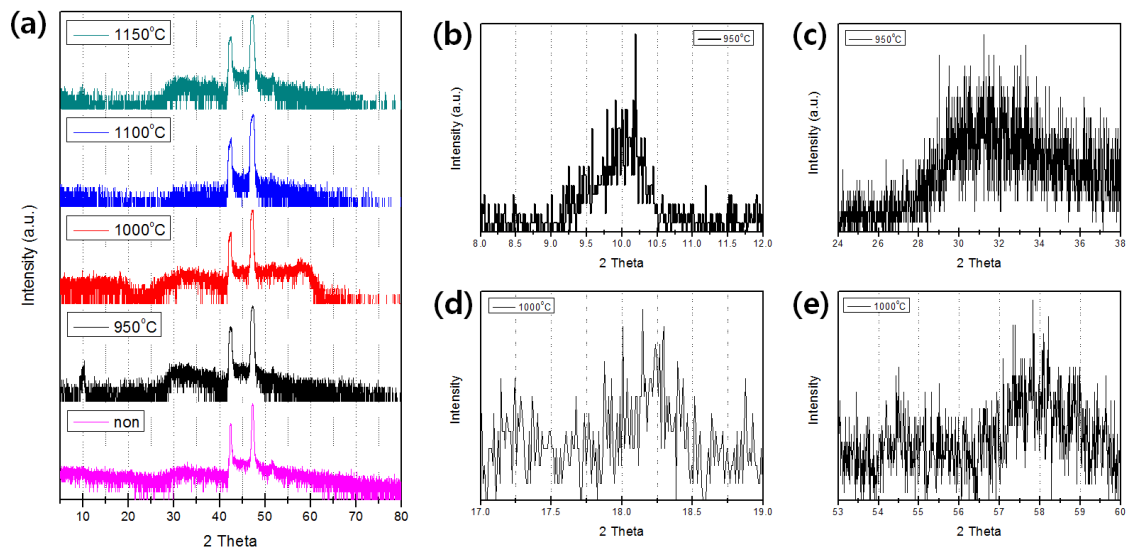 (a)
1150°C
1100°C
1000°C
950°C
non
Intensity (a.u.)
10 20 30 40 50 60 70 80
2 Theta
(b)
950°C
Intensity (a.u.)
8.0 8.5 9.0 9.5 10.0 10.5 11.0 11.5 12.0
2 Theta
(c)
950°C
Intensity (a.u.)
24 26 28 30 32 34 36 38
2 Theta
(d)
1000°C
Intensity
17.0 17.5 18.0 18.5 19.0
2 Theta
(e)
1000°C
Intensity
53 54 55 56 57 58 59 60
2 Theta